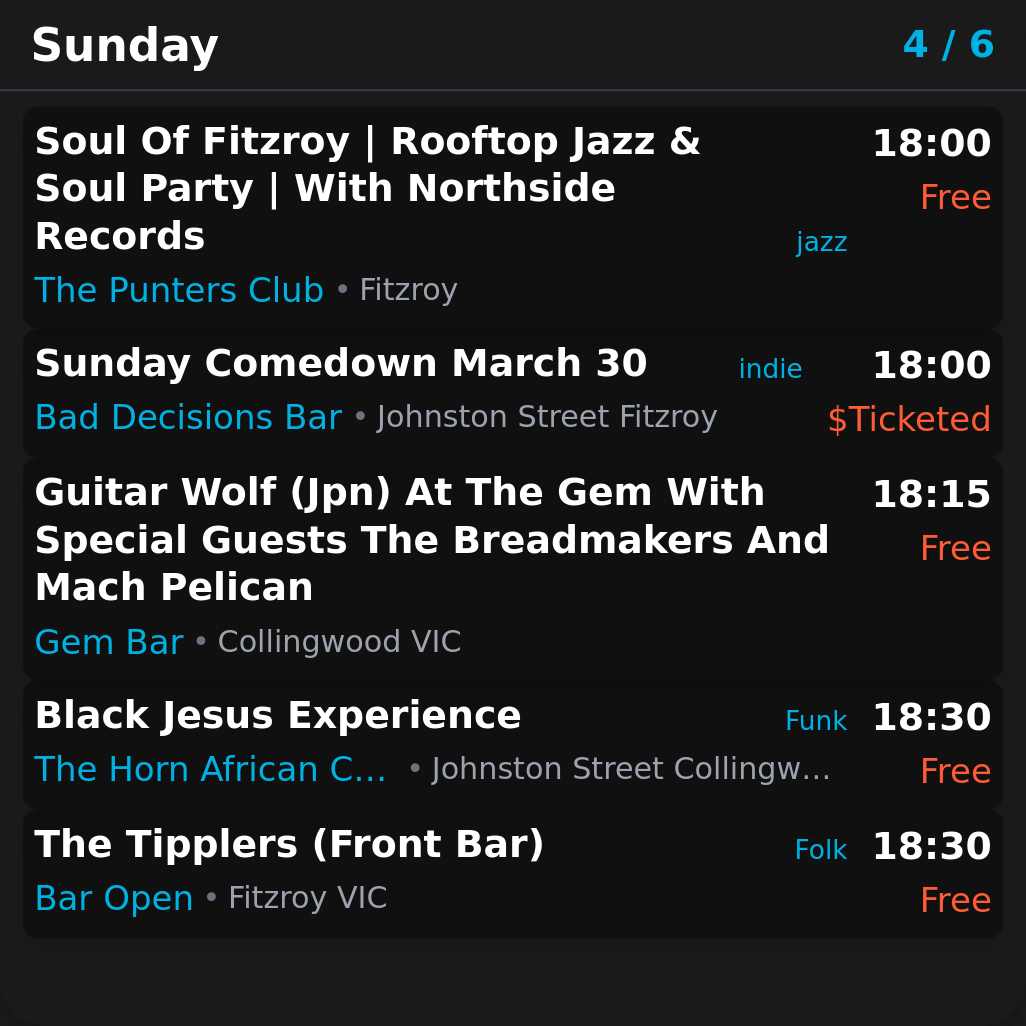 Sunday
4 / 6
Soul Of Fitzroy | Rooftop Jazz &
Soul Party | With Northside
Records
jazz
18:00
Free
The Punters Club • Fitzroy
Sunday Comedown March 30
indie
18:00
Bad Decisions Bar • Johnston Street Fitzroy
$Ticketed
Guitar Wolf (Jpn) At The Gem With
Special Guests The Breadmakers And
Mach Pelican
18:15
Free
Gem Bar • Collingwood VIC
Black Jesus Experience
Funk
18:30
The Horn African C… • Johnston Street Collingw…
Free
The Tipplers (Front Bar)
Folk
18:30
Bar Open • Fitzroy VIC
Free